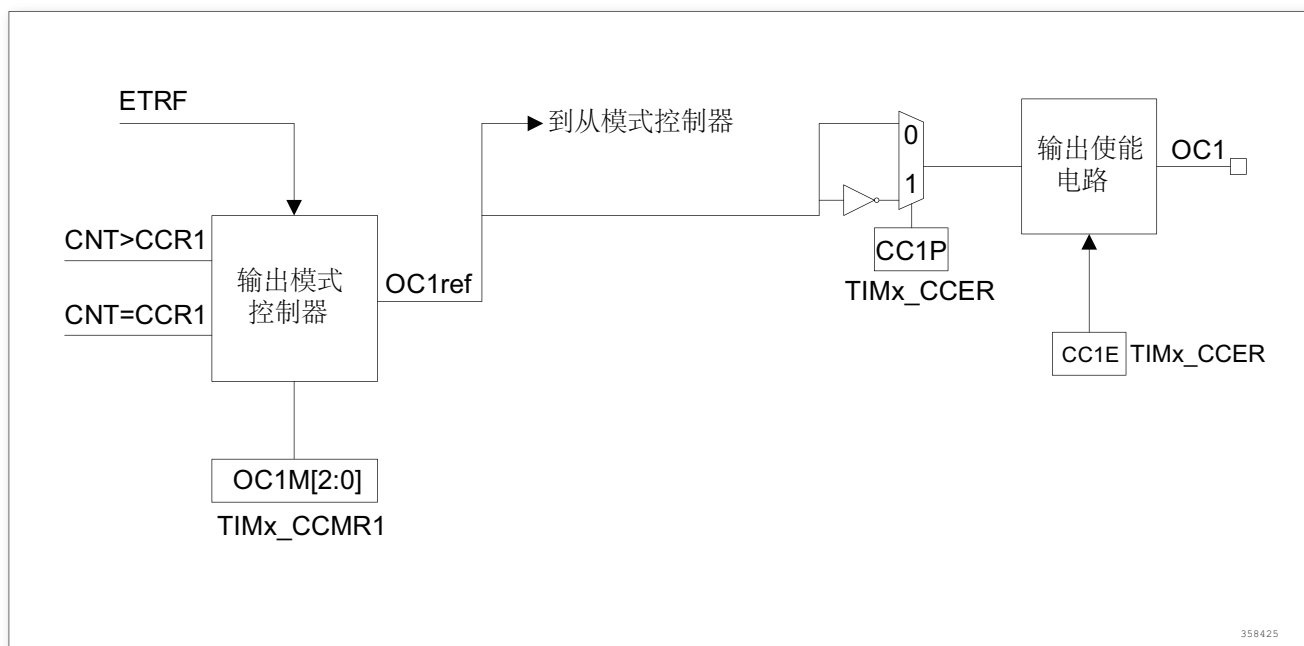 ETRF
到从模式控制器
0
1
输出使能
电路
OC1
CNT>CCR1
CNT=CCR1
输出模式
控制器
OC1ref
CC1P
TIMx_CCER
CC1E
TIMx_CCER
OC1M[2:0]
TIMx_CCMR1
358425